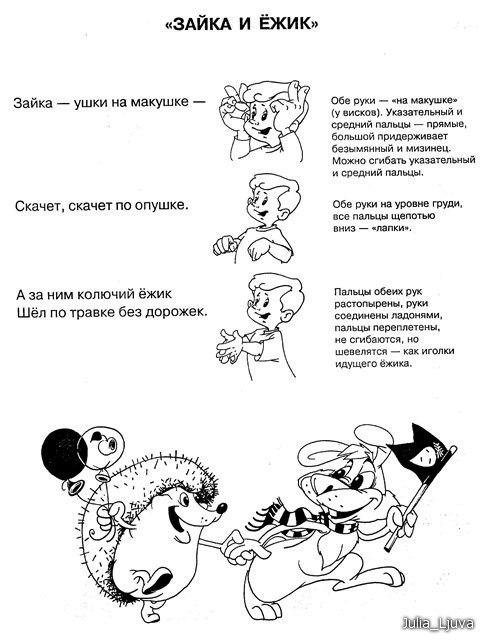 «ЗАЙКА И ЁЖИК»
Зайка — ушки на макушке —
Обе руки — «на макушке»
(у висков). Указательный и
средний пальцы — прямые,
большой придерживает
безымянный и мизинец.
Можно сгибать указательный
и средний пальцы.
Скачет, скачет по опушке.
Обе руки на уровне груди,
все пальцы щепотью
вниз — «лапки».
А за ним колючий ёжик
Шёл по травке без дорожек.
Пальцы обеих рук
растопырены, руки
соединены ладонями,
пальцы переплетены,
не сгибаются, но
шевелятся — как иголки
идущего ёжика.
Julia_Ljuva